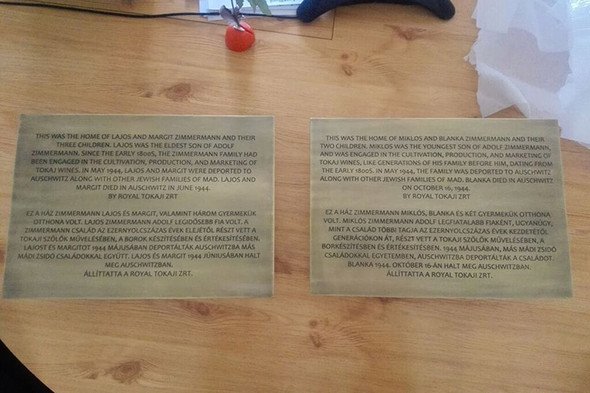 THIS WAS THE HOME OF LAJOS AND MARGIT ZIMMERMANN AND THEIR
THREE CHILDREN. LAJOS WAS THE ELDEST SON OF ADOLF
ZIMMERMANN. SINCE THE EARLY 1800S, THE ZIMMERMANN FAMILY HAD
BEEN ENGAGED IN THE CULTIVATION, PRODUCTION, AND MARKETING OF
TOKAJ WINES. IN MAY 1944, LAJOS AND MARGIT WERE DEPORTED TO
AUSCHWITZ ALONG WITH OTHER JEWISH FAMILIES OF MAD. LAJOS AND
MARGIT DIED IN AUSCHWITZ IN JUNE 1944.
BY ROYAL TOKAJI ZRT
EZ A HÁZ ZIMMERMANN LAJOS ÉS MARGIT, VALAMINT HÁROM GYERMEKÜK
OTTHONA VOLT. LAJOS ZIMMERMANN ADOLF LEGIDŐSEBB FIA VOLT. A
ZIMMERMANN CSALÁD AZ EZERNYOLCSZÁZAS ÉVEK ELEJÉTŐL RÉSZT VETT A
TOKAJI SZŐLŐK MŰVELÉSÉBEN, A BOROK KÉSZÍTÉSÉBEN ÉS ÉRTÉKESÍTÉSÉBEN.
LAJOST ÉS MARGITOT 1944 MÁJUSÁBAN DEPORTÁLTÁK AUSCHWITZBA MÁS
MÁDI ZSIDÓ CSALÁDOKKAL EGYÜTT. LAJOS ÉS MARGIT 1944 JÚNIUSÁBAN HALT
MEG AUSCHWITZBAN.
ÁLLÍTTATTA A ROYAL TOKAJI ZRT.
THIS WAS THE HOME OF MIKLOS AND BLANKA ZIMMERMANN AND THEIR
TWO CHILDREN. MIKLOS WAS THE YOUNGEST SON OF ADOLF ZIMMERMANN,
AND WAS ENGAGED IN THE CULTIVATION, PRODUCTION, AND MARKETING OF
TOKAJ WINES, LIKE GENERATIONS OF HIS FAMILY BEFORE HIM, DATING FROM
THE EARLY 1800S. IN MAY 1944, THE FAMILY WAS DEPORTED TO AUSCHWITZ
ALONG WITH OTHER JEWISH FAMILIES OF MAD. BLANKA DIED IN AUSCHWITZ
ON OCTOBER 16, 1944.
BY ROYAL TOKAJI ZRT
EZ A HÁZ ZIMMERMANN MIKLÓS, BLANKA ÉS KÉT GYERMEKÜK OTTHONA
VOLT. MIKLÓS ZIMMERMANN ADOLF LEGFIATALABB FIAKÉNT, UGYANÚGY,
MINT A CSALÁD TÖBBI TAGJA AZ EZERNYOLCSZÁZAS ÉVEK KEZDETÉTŐL
GENERÁCIÓKON ÁT, RÉSZT VETT A TOKAJI SZŐLŐK MŰVELÉSÉBEN, A
BORKÉSZÍTÉSBEN ÉS ÉRTÉKESÍTÉSBEN. 1944 MÁJUSÁBAN, MÁS MÁDI ZSIDÓ
CSALÁDOKKAL EGYETEMBEN, AUSCHWITZBA DEPORTÁLTÁK A CSALÁDOT.
BLANKA 1944. OKTÓBER 16-ÁN HALT MEG AUSCHWITZBAN.
ÁLLÍTTATTA A ROYAL TOKAJI ZRT.